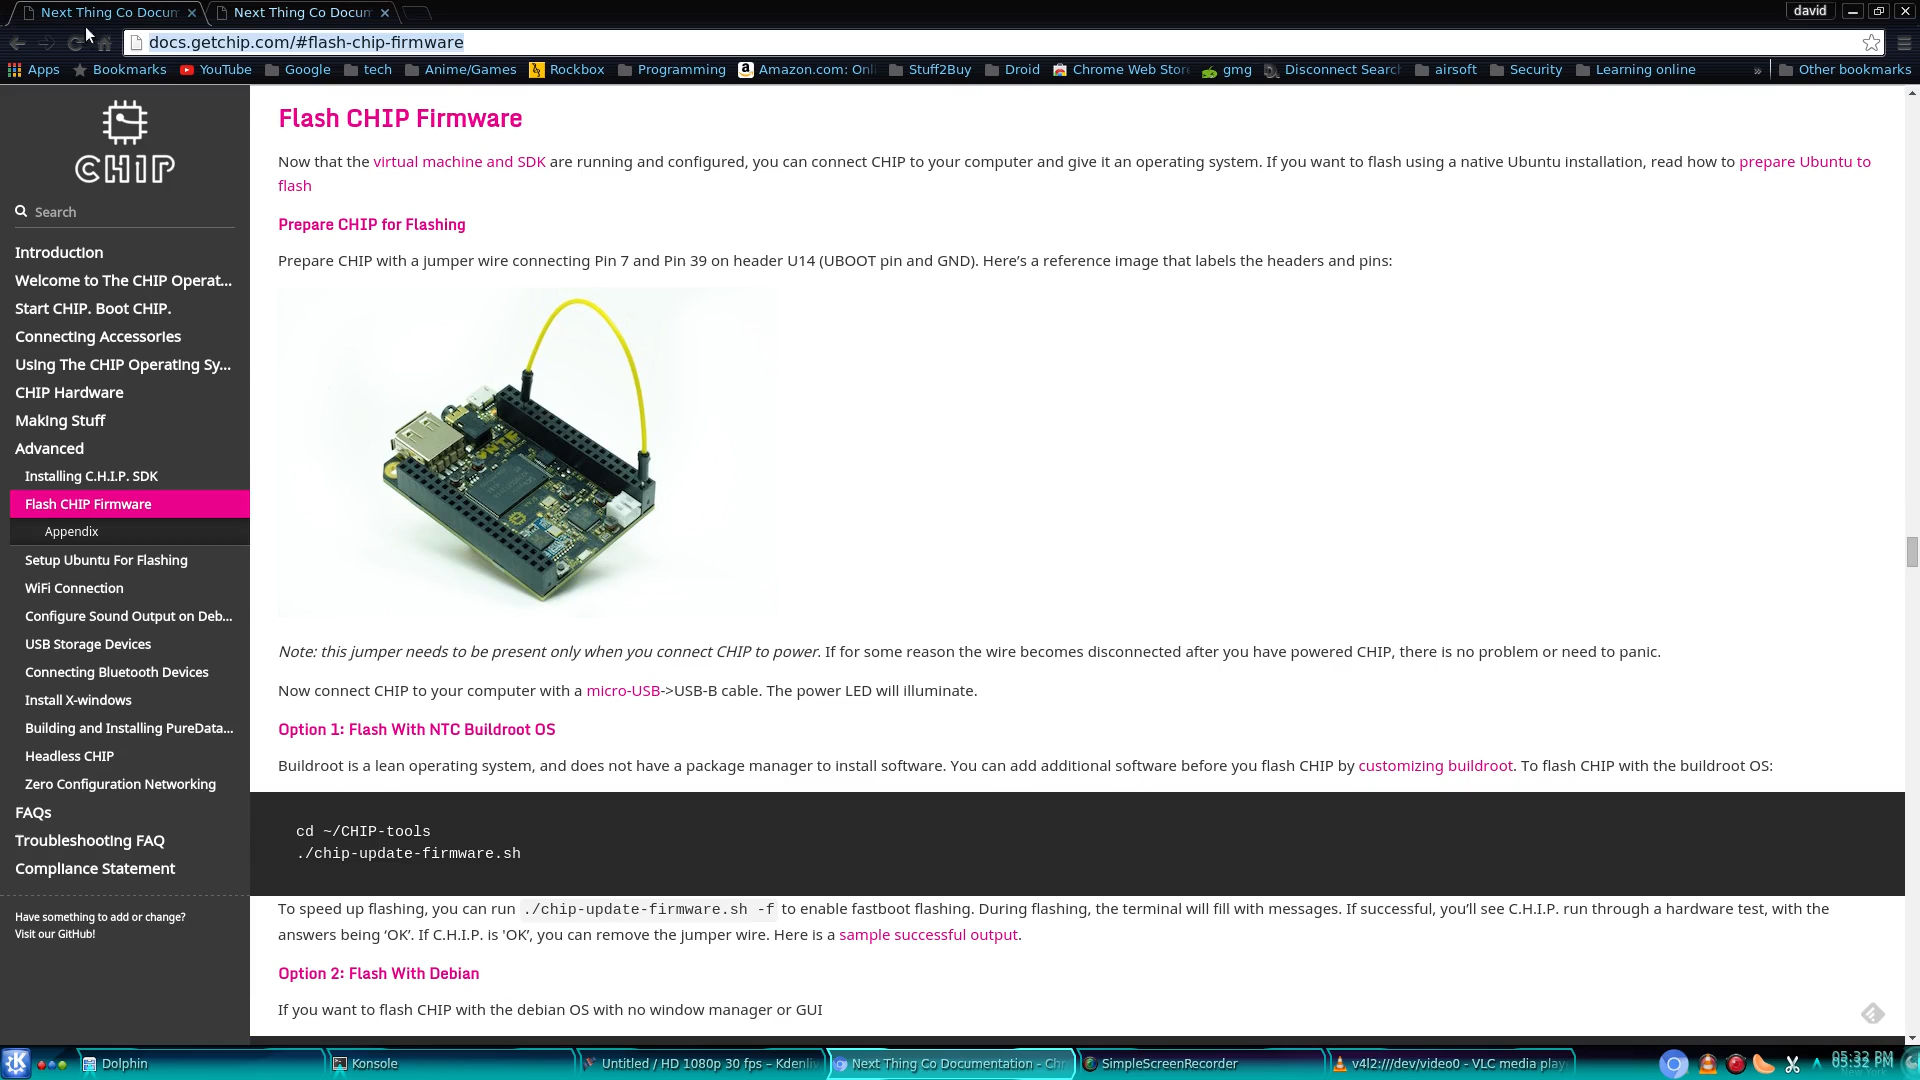 Next Thing Co Docum
Next Thing Co Docum
david
docs.getchip.com/#flash-chip-firmware
Apps
Bookmarks
YouTube
Google
tech
Anime/Games
Rockbox
Programming
Amazon.com: Onl
Stuff2Buy
Droid
Chrome Web Store
gmg
Disconnect Search
airsoft
Security
Learning online
»
Other bookmarks
CHIP
Search
Introduction
Welcome to The CHIP Operat...
Start CHIP. Boot CHIP.
Connecting Accessories
Using The CHIP Operating Sy...
CHIP Hardware
Making Stuff
Advanced
Installing C.H.I.P. SDK
Flash CHIP Firmware
Appendix
Setup Ubuntu For Flashing
WiFi Connection
Configure Sound Output on Deb...
USB Storage Devices
Connecting Bluetooth Devices
Install X-windows
Building and Installing PureData...
Headless CHIP
Zero Configuration Networking
FAQs
Troubleshooting FAQ
Compliance Statement
Have something to add or change?
Visit our GitHub!
Flash CHIP Firmware
Now that the virtual machine and SDK are running and configured, you can connect CHIP to your computer and give it an operating system. If you want to flash using a native Ubuntu installation, read how to prepare Ubuntu to
flash
Prepare CHIP for Flashing
Prepare CHIP with a jumper wire connecting Pin 7 and Pin 39 on header U14 (UBOOT pin and GND). Here’s a reference image that labels the headers and pins:
Note: this jumper needs to be present only when you connect CHIP to power. If for some reason the wire becomes disconnected after you have powered CHIP, there is no problem or need to panic.
Now connect CHIP to your computer with a micro-USB->USB-B cable. The power LED will illuminate.
Option 1: Flash With NTC Buildroot OS
Buildroot is a lean operating system, and does not have a package manager to install software. You can add additional software before you flash CHIP by customizing buildroot. To flash CHIP with the buildroot OS:
cd ~/CHIP-tools
./chip-update-firmware.sh
To speed up flashing, you can run ./chip-update-firmware.sh -f to enable fastboot flashing. During flashing, the terminal will fill with messages. If successful, you’ll see C.H.I.P. run through a hardware test, with the
answers being ‘OK’. If C.H.I.P. is 'OK’, you can remove the jumper wire. Here is a sample successful output.
Option 2: Flash With Debian
If you want to flash CHIP with the debian OS with no window manager or GUI
Dolphin
Konsole
Untitled / HD 1080p 30 fps – Kdenliv
Next Thing Co Documentation - Chr
SimpleScreenRecorder
v4l2:///dev/video0 - VLC media play
05:32 PM